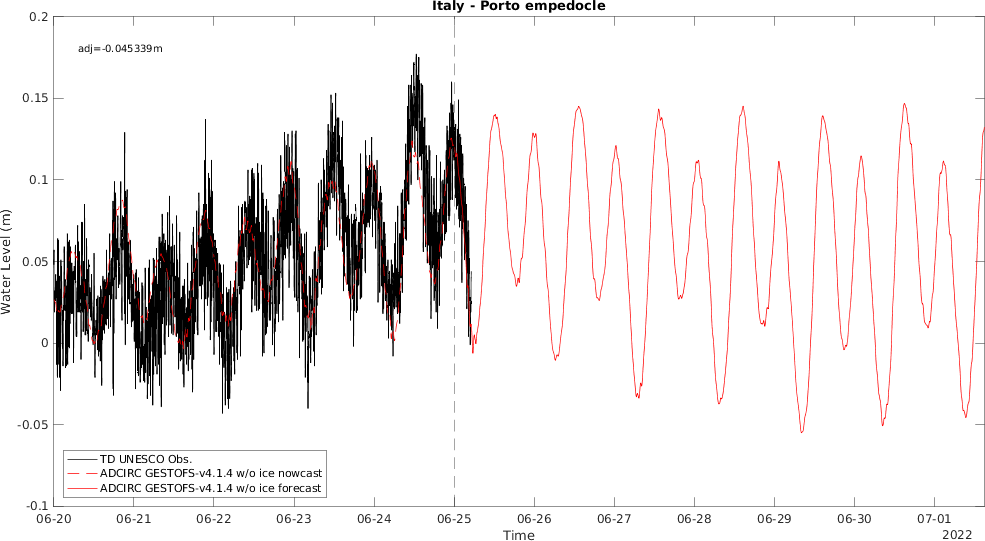 Italy - Porto empedocle
adj=-0.045339m
0.2
0.15
0.1
0.05
0
-0.05
-0.1
Water Level (m)
TD UNESCO Obs.
ADCIRC GESTOFS-v4.1.4 w/o ice nowcast
ADCIRC GESTOFS-v4.1.4 w/o ice forecast
06-20 06-21 06-22 06-23 06-24 06-25 06-26 06-27 06-28 06-29 06-30 07-01
Time
2022